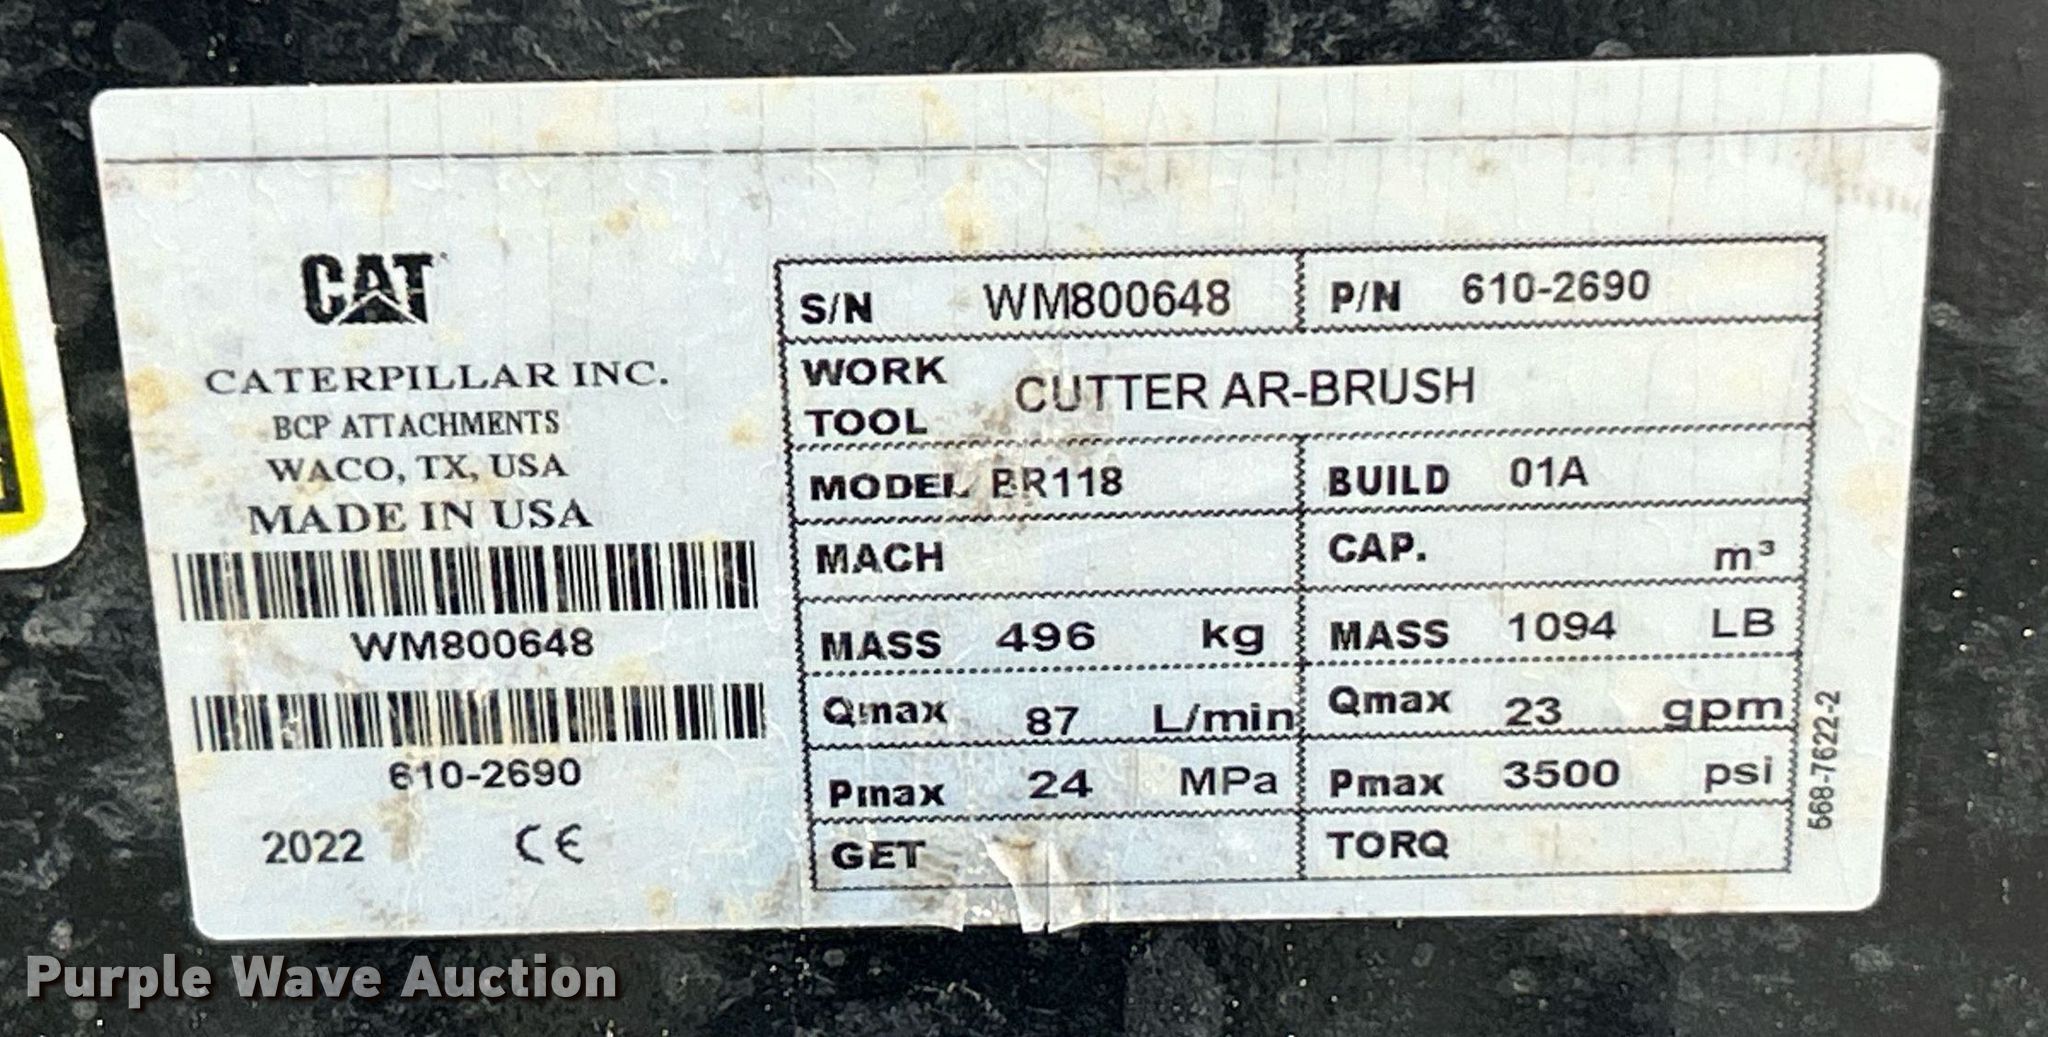 CAT
CATERPILLAR INC.
BCP ATTACHMENTS
WACO, TX, USA
MADE IN USA
WM800648
610-2690
2022 CE
S/N WM800648 P/N 610-2690
WORK TOOL CUTTER AR-BRUSH
MODEL BR118 BUILD 01A
MACH CAP. m³
MASS 496 kg MASS 1094 LB
Qmax 87 L/min Qmax 23 gpm
Pmax 24 MPa Pmax 3500 psi
GET TORQ
568-7622-2
Purple Wave Auction